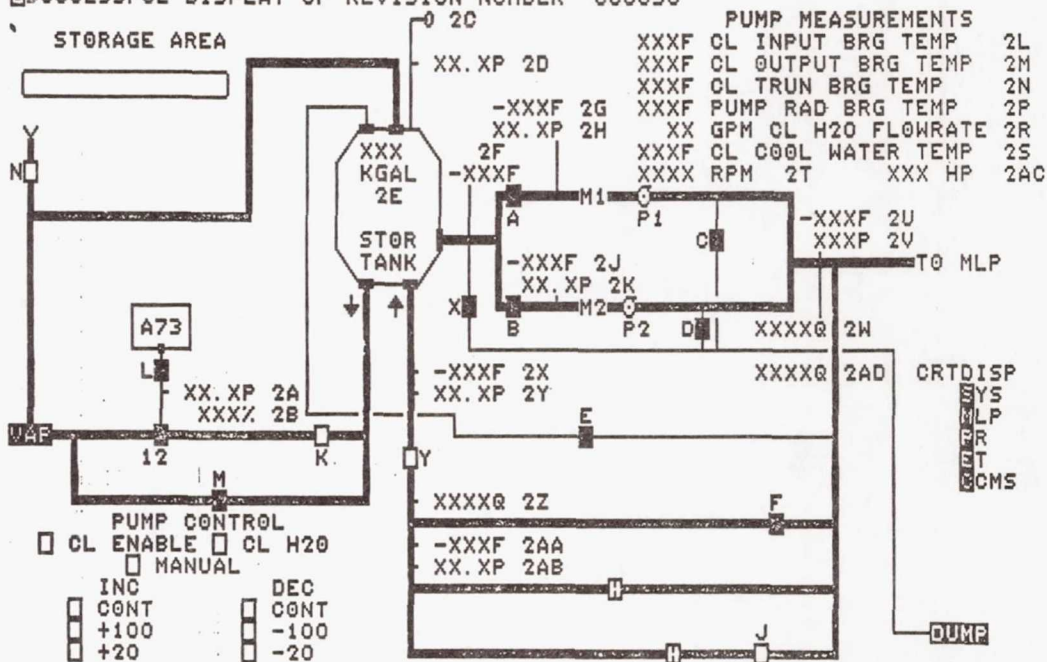 SUCCESSFUL DISPLAY OF REVISION NUMBER
PUMP MEASUREMENTS
XXXF CL INPUT BRG TEMP 2L
XXXF CL OUTPUT BRG TEMP 2M
XXXF CL TRUN BRG TEMP 2N
XXXF PUMP RAD BRG TEMP 2P
XX GPM CL H2O FLOWRATE 2R
XXXF CL COOL WATER TEMP 2S
XXXX RPM 2T XXX HP 2AC
STORAGE AREA
2C
XX.XP 2D
-XXXF 2G
XX.XP 2H
2F
-XXXF
XXX
KGAL
2E
STOR
TANK
N
A
M1
P1
C
-XXXF 2U
XXXP 2V
TO MLP
-XXXF 2J
XX.XP 2K
X
B
M2
P2
D
XXXXQ 2W
A73
L
XX.XP 2A
XXX% 2B
-XXXF 2X
XX.XP 2Y
XXXXQ 2AD
CRTDISP
SYS
MLP
PR
ET
CCMS
VAP
12
K
E
Y
M
XXXXQ 2Z
F
PUMP CONTROL
CL ENABLE CL H2O
MANUAL
-XXXF 2AA
XX.XP 2AB
H
INC DEC
CONT CONT
+100 -100
+20 -20
H
J
DUMP